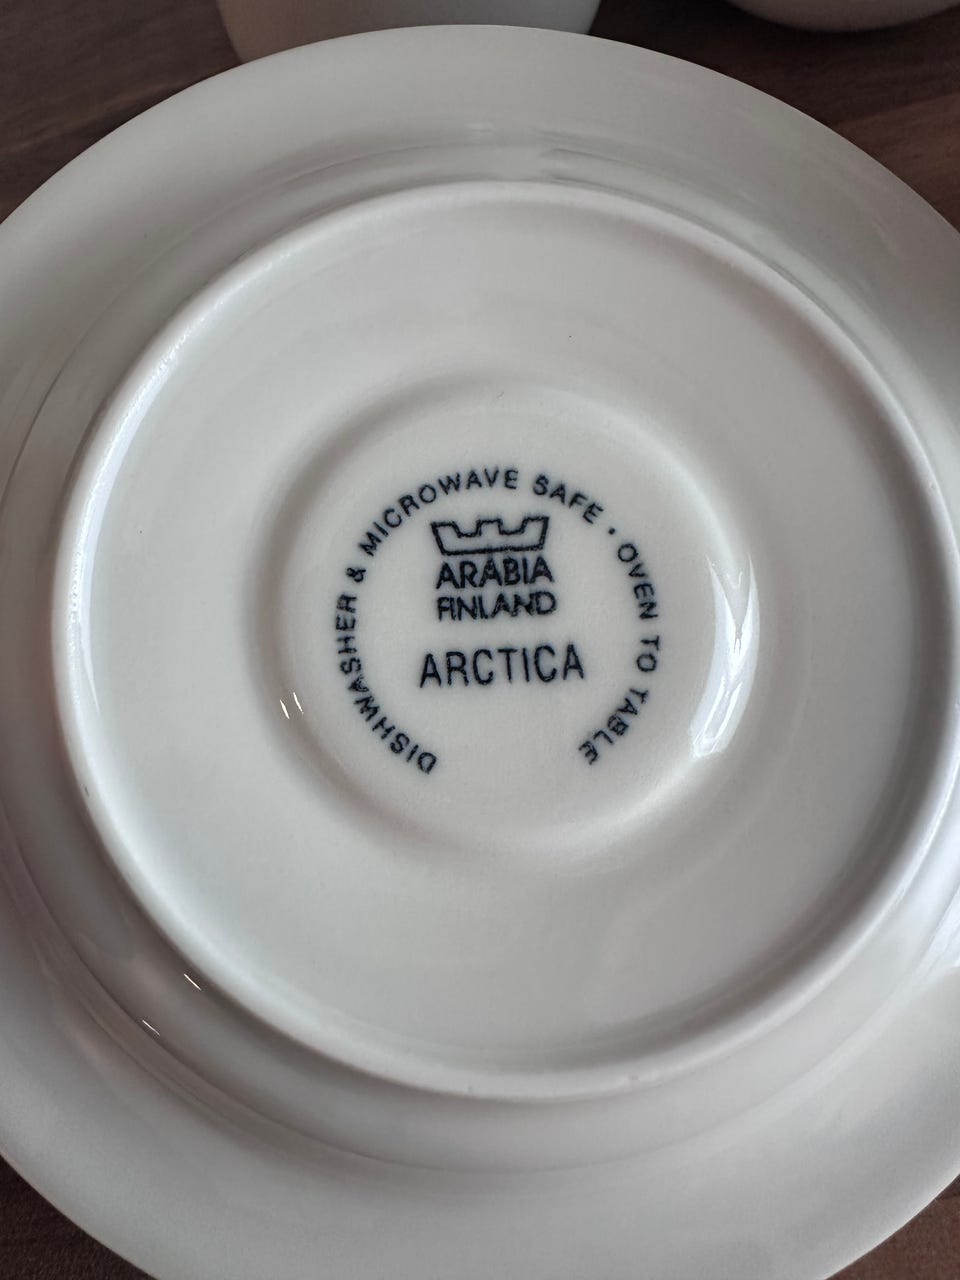 DISHWASHER & MICROWAVE SAFE · OVEN TO TABLE
ARABIA
FINLAND
ARCTICA